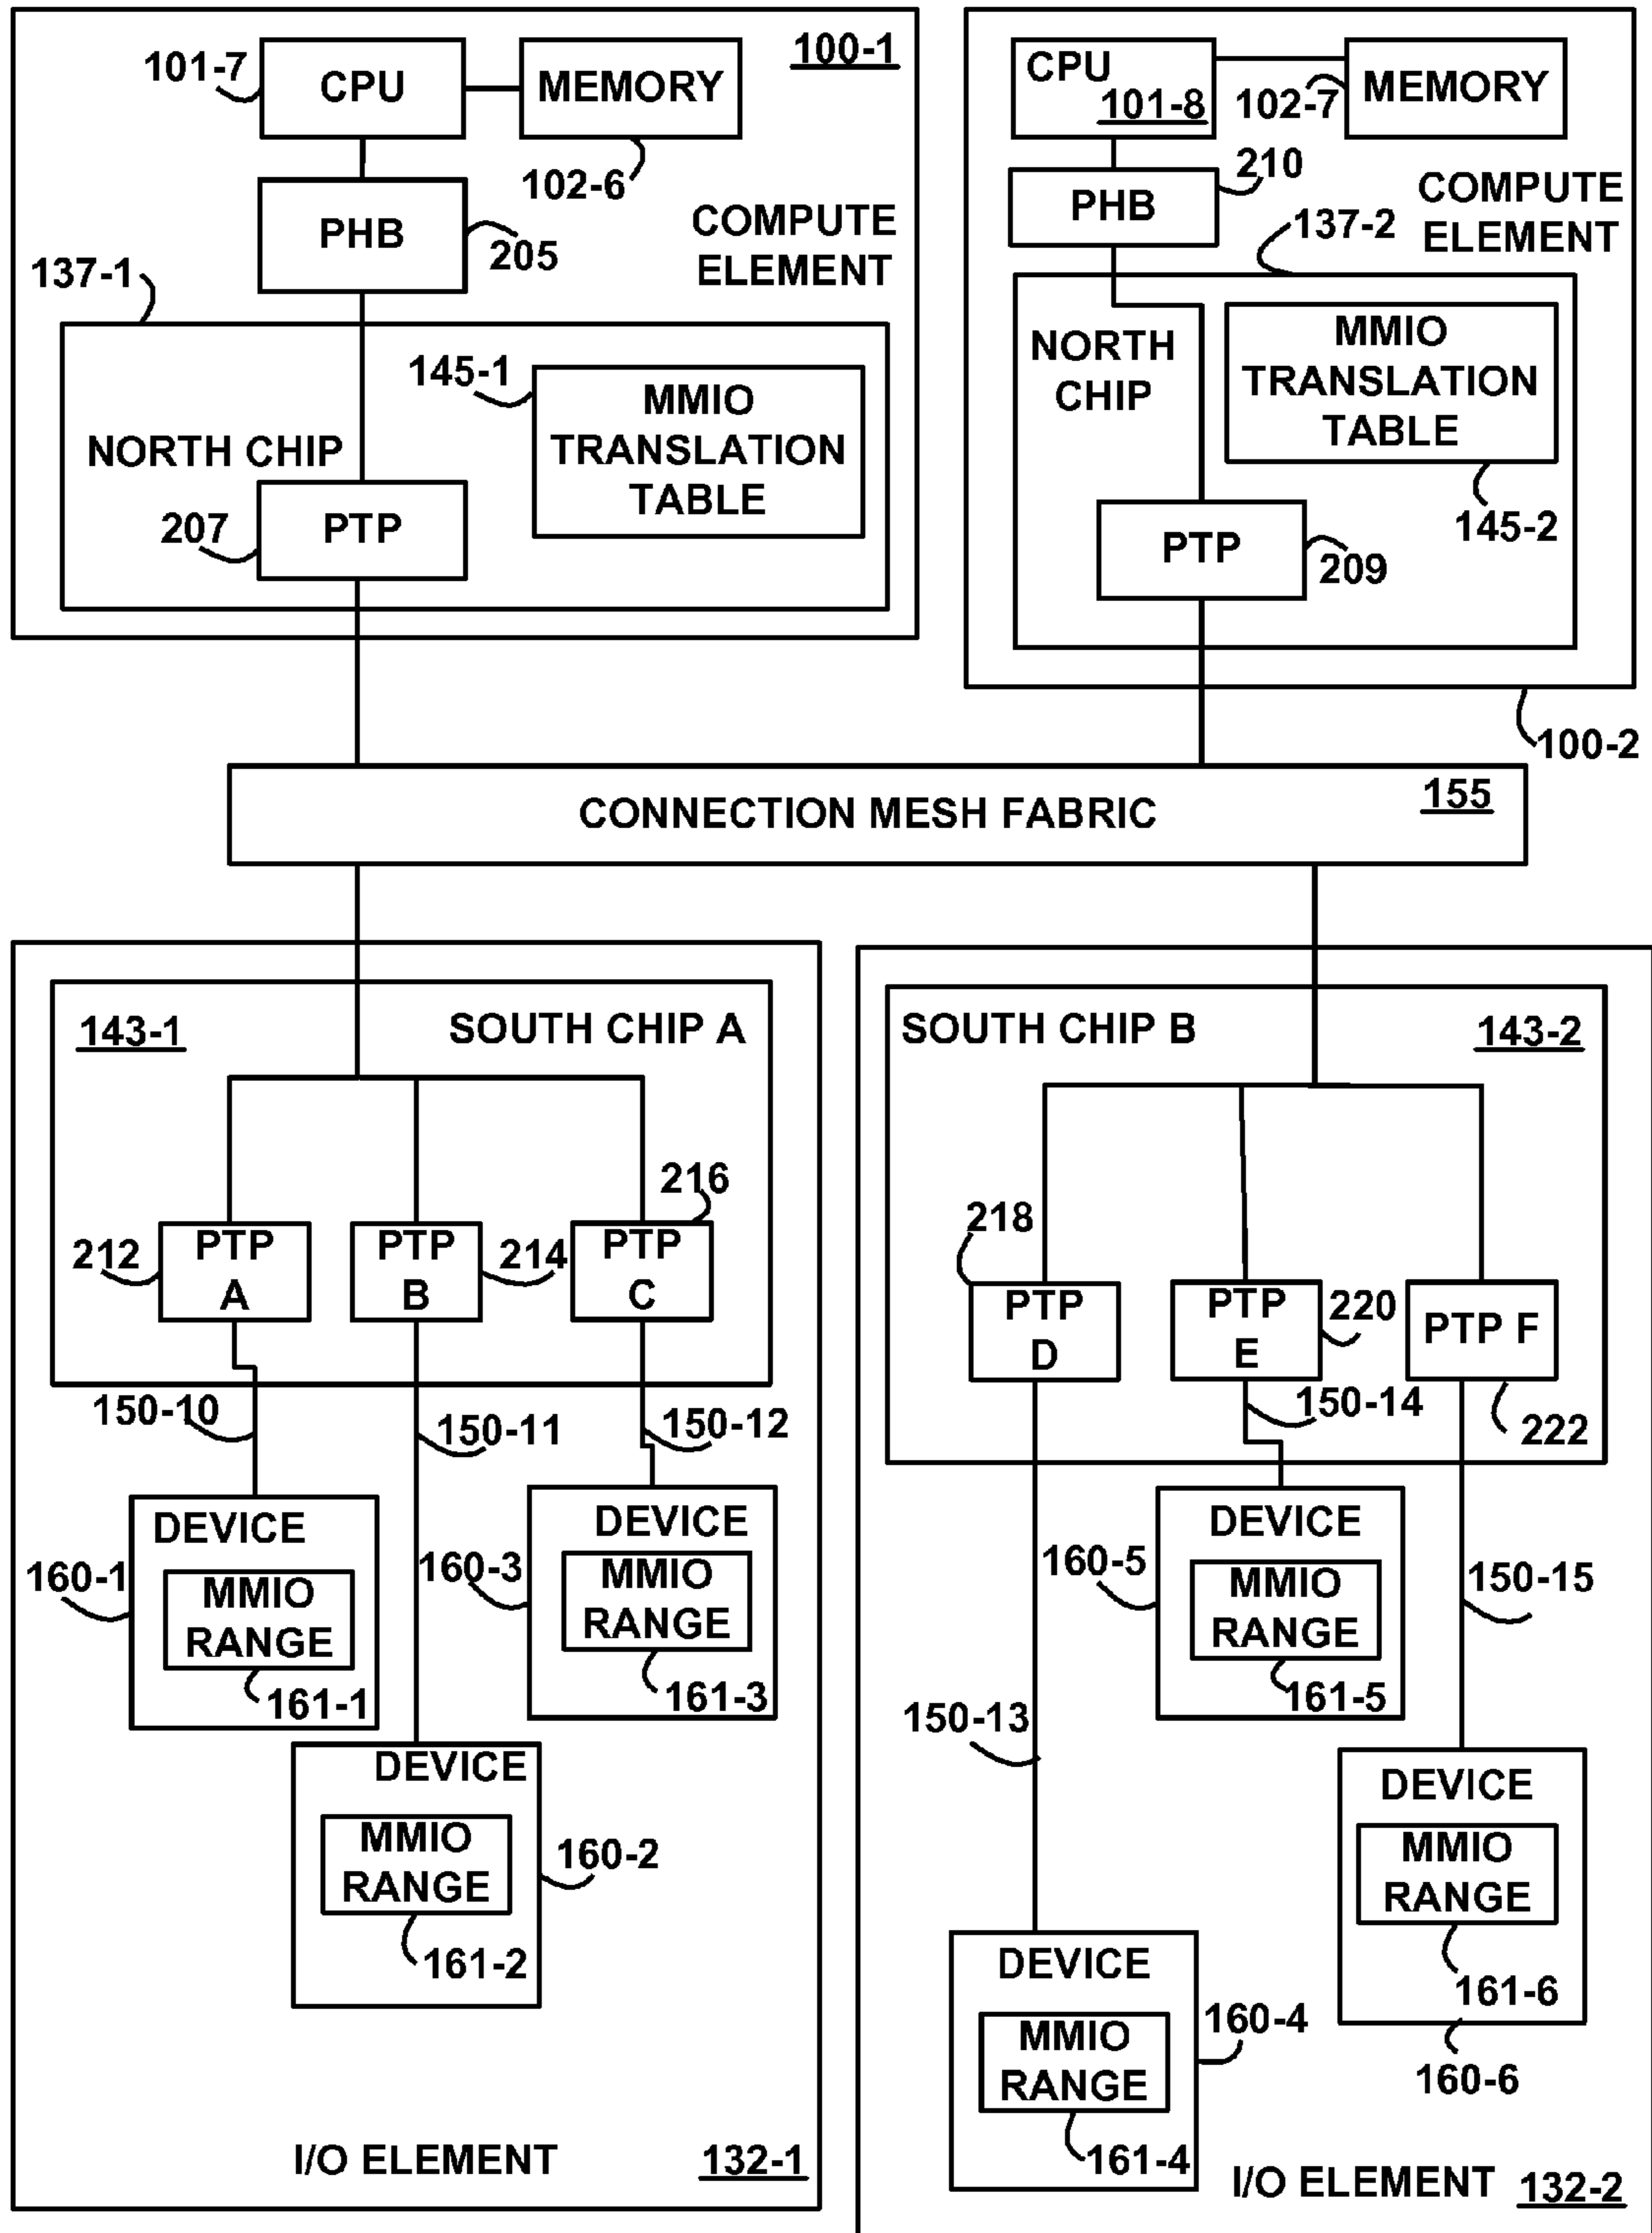 100-1
101-7
CPU
MEMORY
102-6
PHB
205
COMPUTE
ELEMENT
137-1
145-1
MMIO
TRANSLATION
TABLE
NORTH CHIP
207
PTP
CPU
101-8
102-7
MEMORY
210
PHB
COMPUTE
ELEMENT
137-2
NORTH
CHIP
MMIO
TRANSLATION
TABLE
145-2
PTP
209
100-2
CONNECTION MESH FABRIC
155
143-1
SOUTH CHIP A
216
212
PTP
A
PTP
B
214
PTP
C
150-10
150-11
150-12
DEVICE
160-1
MMIO
RANGE
161-1
DEVICE
160-3
MMIO
RANGE
161-3
DEVICE
MMIO
RANGE
160-2
161-2
I/O ELEMENT
132-1
SOUTH CHIP B
143-2
218
PTP
D
PTP
E
220
PTP F
222
150-14
150-15
150-13
DEVICE
160-5
MMIO
RANGE
161-5
DEVICE
MMIO
RANGE
161-6
160-6
DEVICE
MMIO
RANGE
160-4
161-4
I/O ELEMENT
132-2